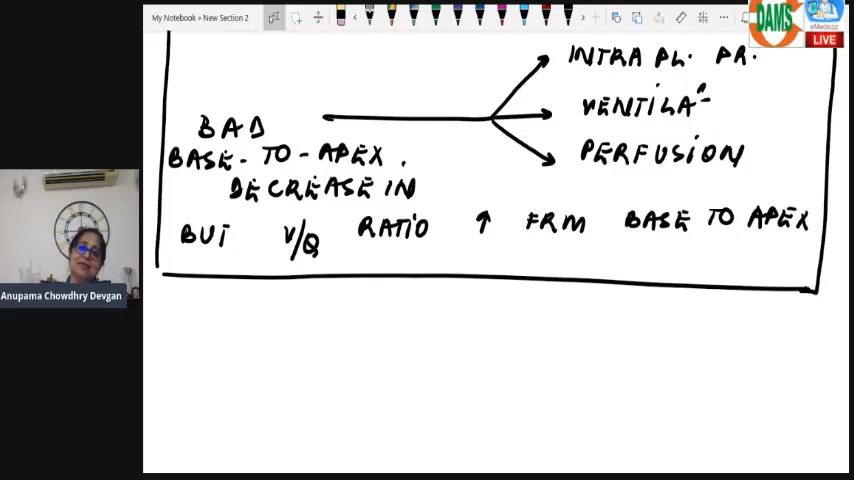 My Notebook » New Section 2
DAMS
eMedicoz
LIVE
INTRA PL. PR.
VENTILAⁿ
PERFUSION
BAD
BASE-TO-APEX.
DECREASE IN
BUT V/Q RATIO ↑ FRM BASE TO APEX
Anupama Chowdhry Devgan